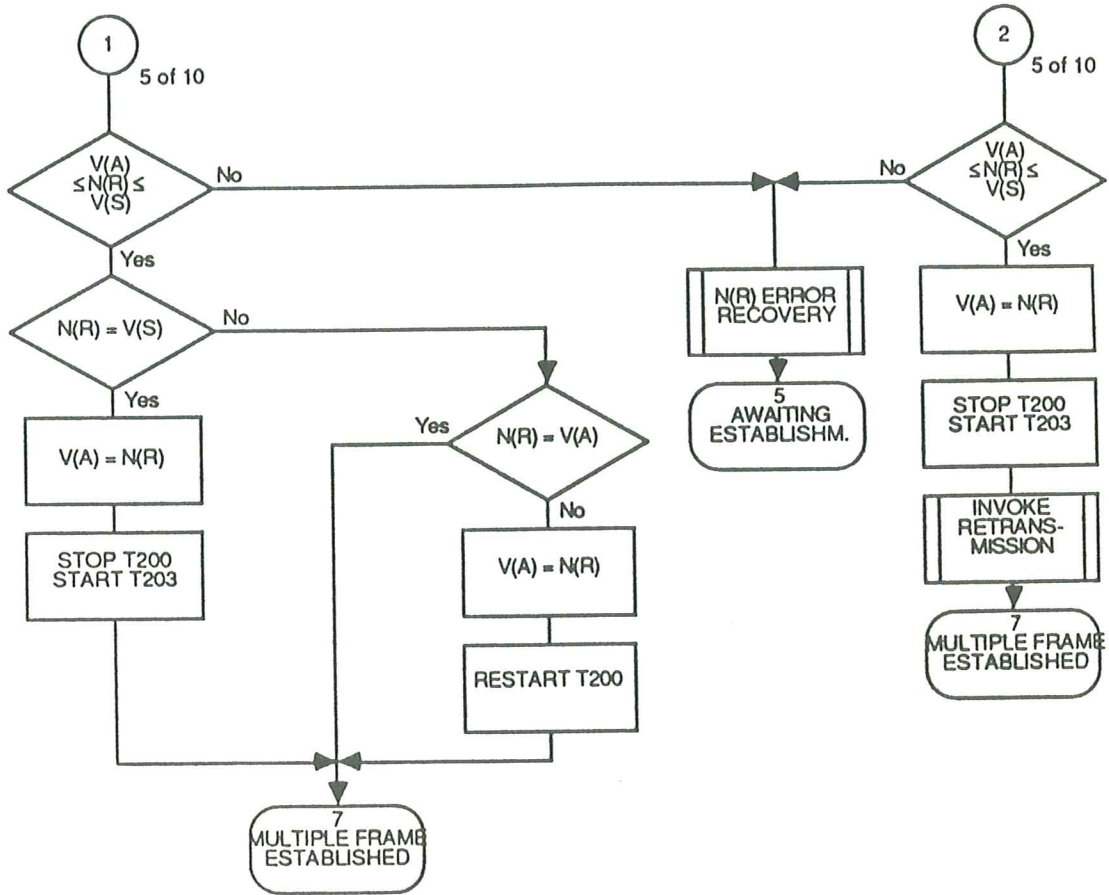 1
5 of 10
V(A)
≤ N(R) ≤
V(S)
No
Yes
N(R) = V(S)
No
Yes
V(A) = N(R)
STOP T200
START T203
N(R) = V(A)
Yes
No
V(A) = N(R)
RESTART T200
7
MULTIPLE FRAME
ESTABLISHED
N(R) ERROR
RECOVERY
5
AWAITING
ESTABLISHM.
2
5 of 10
V(A)
≤ N(R) ≤
V(S)
No
Yes
V(A) = N(R)
STOP T200
START T203
INVOKE
RETRANS-
MISSION
7
MULTIPLE FRAME
ESTABLISHED